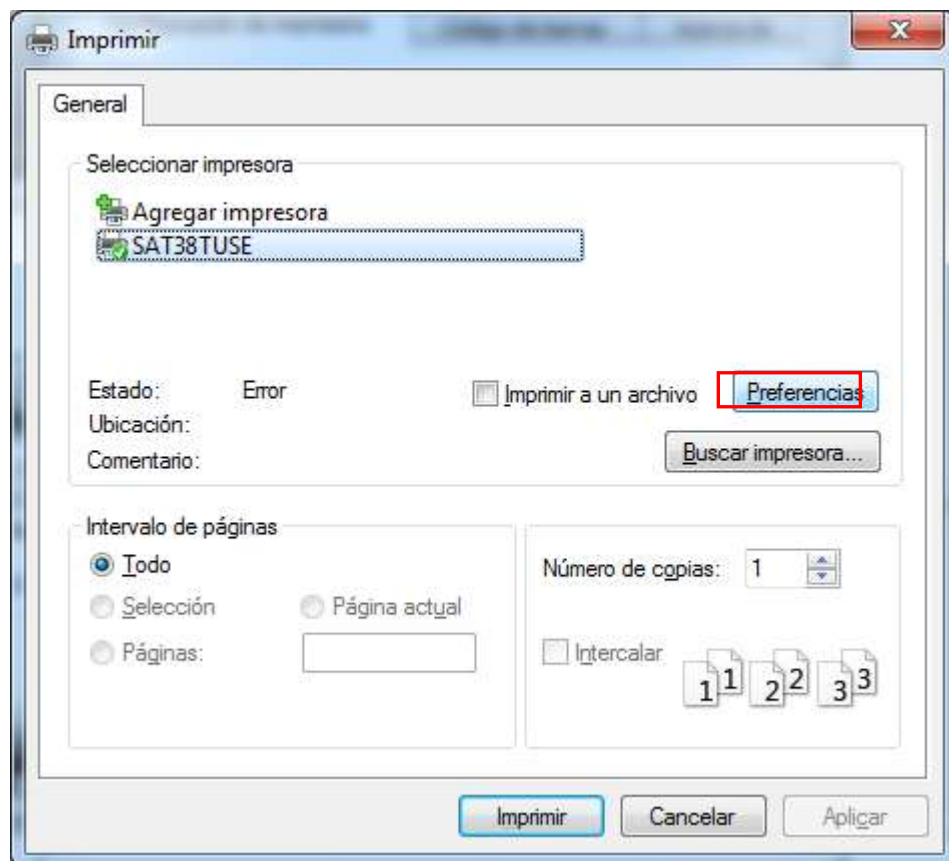 Imprimir
General
Seleccionar impresora
Agregar impresora
SAT38TUSE
Estado: Error
Imprimir a un archivo
Preferencias
Ubicación:
Comentario:
Buscar impresora...
Intervalo de páginas
Todo
Selección
Página actual
Páginas:
Número de copias: 1
Intercalar
1 1 2 2 3 3
Imprimir
Cancelar
Aplicar